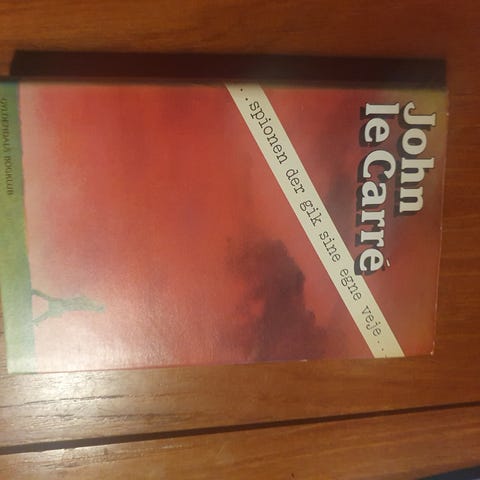 John
le Carré
..spionen der gik sine egne veje...
GYLDENDALS BOGKLUB